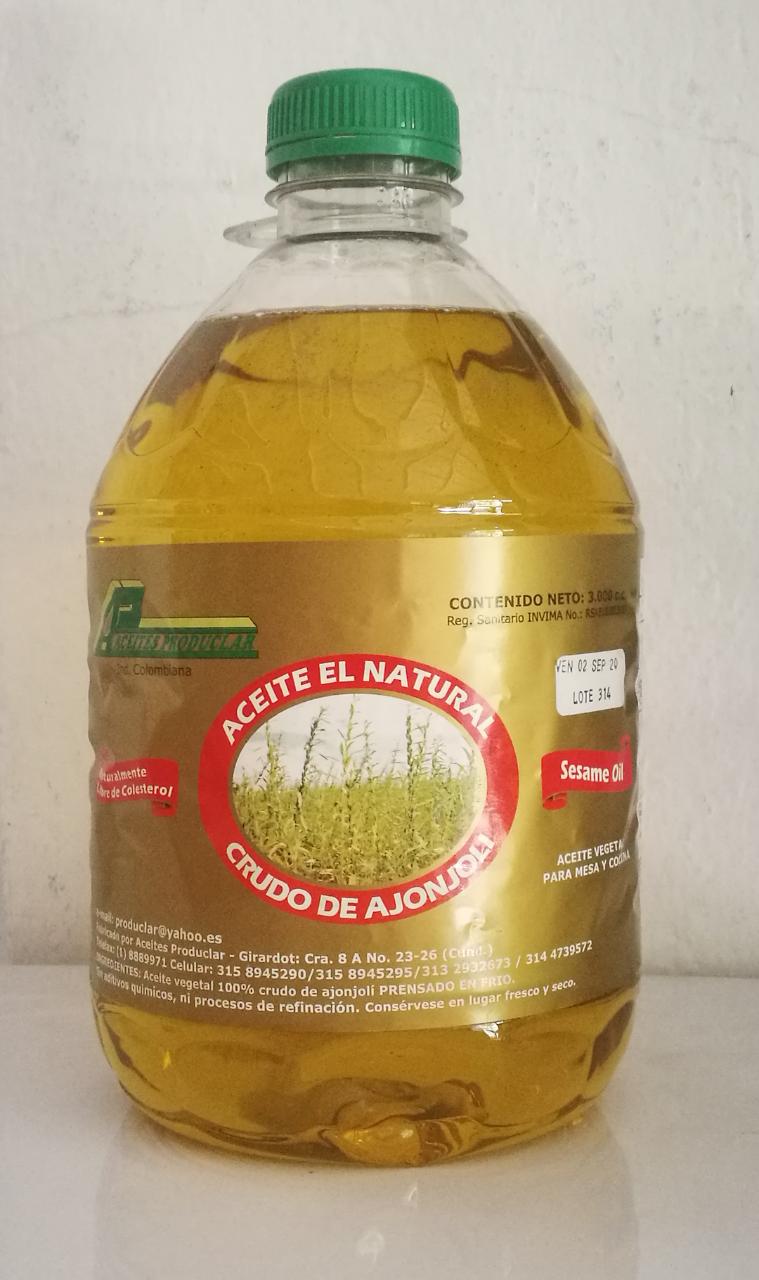 ACEITES PRODUCLAR
Ind. Colombiana
CONTENIDO NETO: 3.000 c.c.
Reg. Sanitario INVIMA No.:
VEN 02 SEP 20
LOTE 314
ACEITE EL NATURAL
CRUDO DE AJONJOLI
Naturalmente
Libre de Colesterol
Sesame Oil
ACEITE VEGETAL
PARA MESA Y COCINA
e-mail: produclar@yahoo.es
Fabricado por Aceites Produclar - Girardot: Cra. 8 A No. 23-26 (Cund.)
Telefax: (1) 8889971 Celular: 315 8945290/315 8945295/313 2932673 / 314 4739572
INGREDIENTES: Aceite vegetal 100% crudo de ajonjolí PRENSADO EN FRIO.
Sin aditivos quimicos, ni procesos de refinación. Consérvese en lugar fresco y seco.